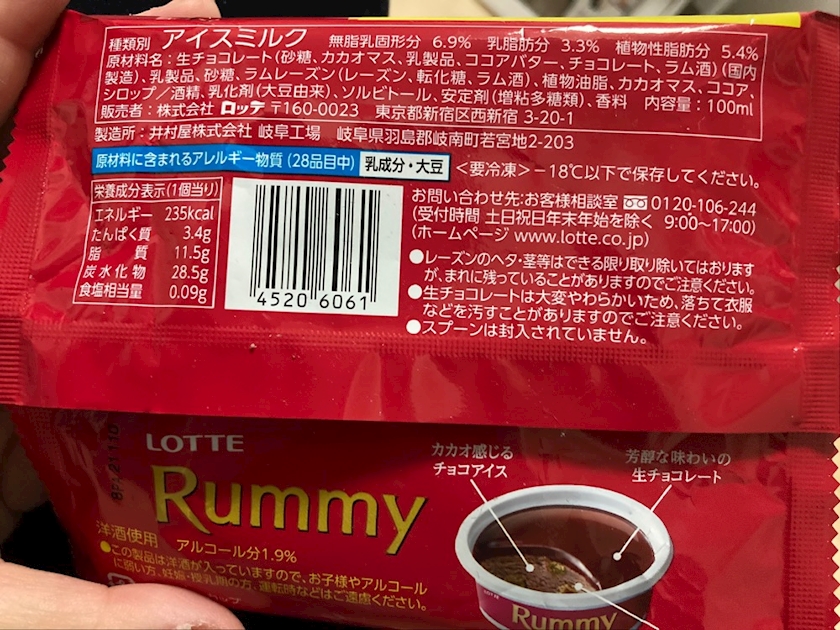 種類別 アイスミルク 無脂乳固形分 6.9% 乳脂肪分 3.3% 植物性脂肪分 5.4%
原材料名：生チョコレート(砂糖、カカオマス、乳製品、ココアバター、チョコレート、ラム酒)(国内
製造)、乳製品、砂糖、ラムレーズン(レーズン、転化糖、ラム酒)、植物油脂、カカオマス、ココア、
シロップ／酒精、乳化剤(大豆由来)、ソルビトール、安定剤(増粘多糖類)、香料 内容量：100ml
販売者：株式会社 ロッテ 〒160-0023 東京都新宿区西新宿 3-20-1
製造所：井村屋株式会社 岐阜工場 岐阜県羽島郡岐南町若宮地2-203
原材料に含まれるアレルギー物質(28品目中) 乳成分・大豆 <要冷凍>－18℃以下で保存してください。
栄養成分表示(1個当り)
エネルギー 235kcal
たんぱく質 3.4g
脂質 11.5g
炭水化物 28.5g
食塩相当量 0.09g
4520 6061
お問い合わせ先:お客様相談室 0120-106-244
(受付時間 土日祝日年末年始を除く 9:00～17:00)
(ホームページ www.lotte.co.jp)
●レーズンのヘタ・茎等はできる限り取り除いてはおります
が、まれに残っていることがありますのでご注意ください。
●生チョコレートは大変やわらかいため、落ちて衣服
などを汚すことがありますのでご注意ください。
●スプーンは封入されていません。
LOTTE
Rummy
カカオ感じる
チョコアイス
芳醇な味わいの
生チョコレート
洋酒使用 アルコール分1.9%
●この製品は洋酒が入っていますので、お子様やアルコール
に弱い方、妊娠・授乳期の方、運転時などはご遠慮ください。
LOTTE
Rummy